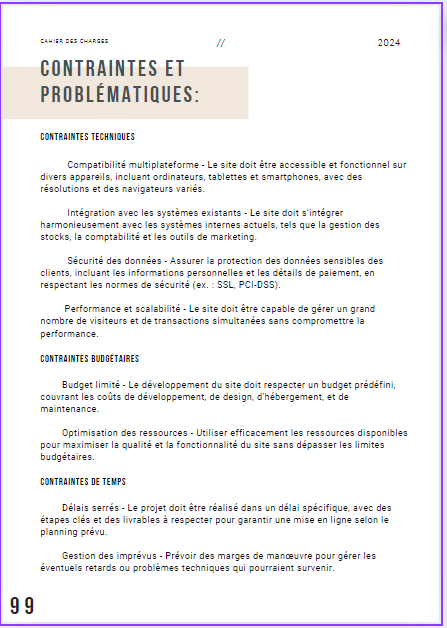 CAHIER DES CHARGES // 2024
CONTRAINTES ET
PROBLÉMATIQUES:
CONTRAINTES TECHNIQUES
Compatibilité multiplateforme - Le site doit être accessible et fonctionnel sur
divers appareils, incluant ordinateurs, tablettes et smartphones, avec des
résolutions et des navigateurs variés.
Intégration avec les systèmes existants - Le site doit s'intégrer
harmonieusement avec les systèmes internes actuels, tels que la gestion des
stocks, la comptabilité et les outils de marketing.
Sécurité des données - Assurer la protection des données sensibles des
clients, incluant les informations personnelles et les détails de paiement, en
respectant les normes de sécurité (ex. : SSL, PCI-DSS).
Performance et scalabilité - Le site doit être capable de gérer un grand
nombre de visiteurs et de transactions simultanées sans compromettre la
performance.
CONTRAINTES BUDGÉTAIRES
Budget limité - Le développement du site doit respecter un budget prédéfini,
couvrant les coûts de développement, de design, d'hébergement, et de
maintenance.
Optimisation des ressources - Utiliser efficacement les ressources disponibles
pour maximiser la qualité et la fonctionnalité du site sans dépasser les limites
budgétaires.
CONTRAINTES DE TEMPS
Délais serrés - Le projet doit être réalisé dans un délai spécifique, avec des
étapes clés et des livrables à respecter pour garantir une mise en ligne selon le
planning prévu.
Gestion des imprévus - Prévoir des marges de manœuvre pour gérer les
éventuels retards ou problèmes techniques qui pourraient survenir.
99